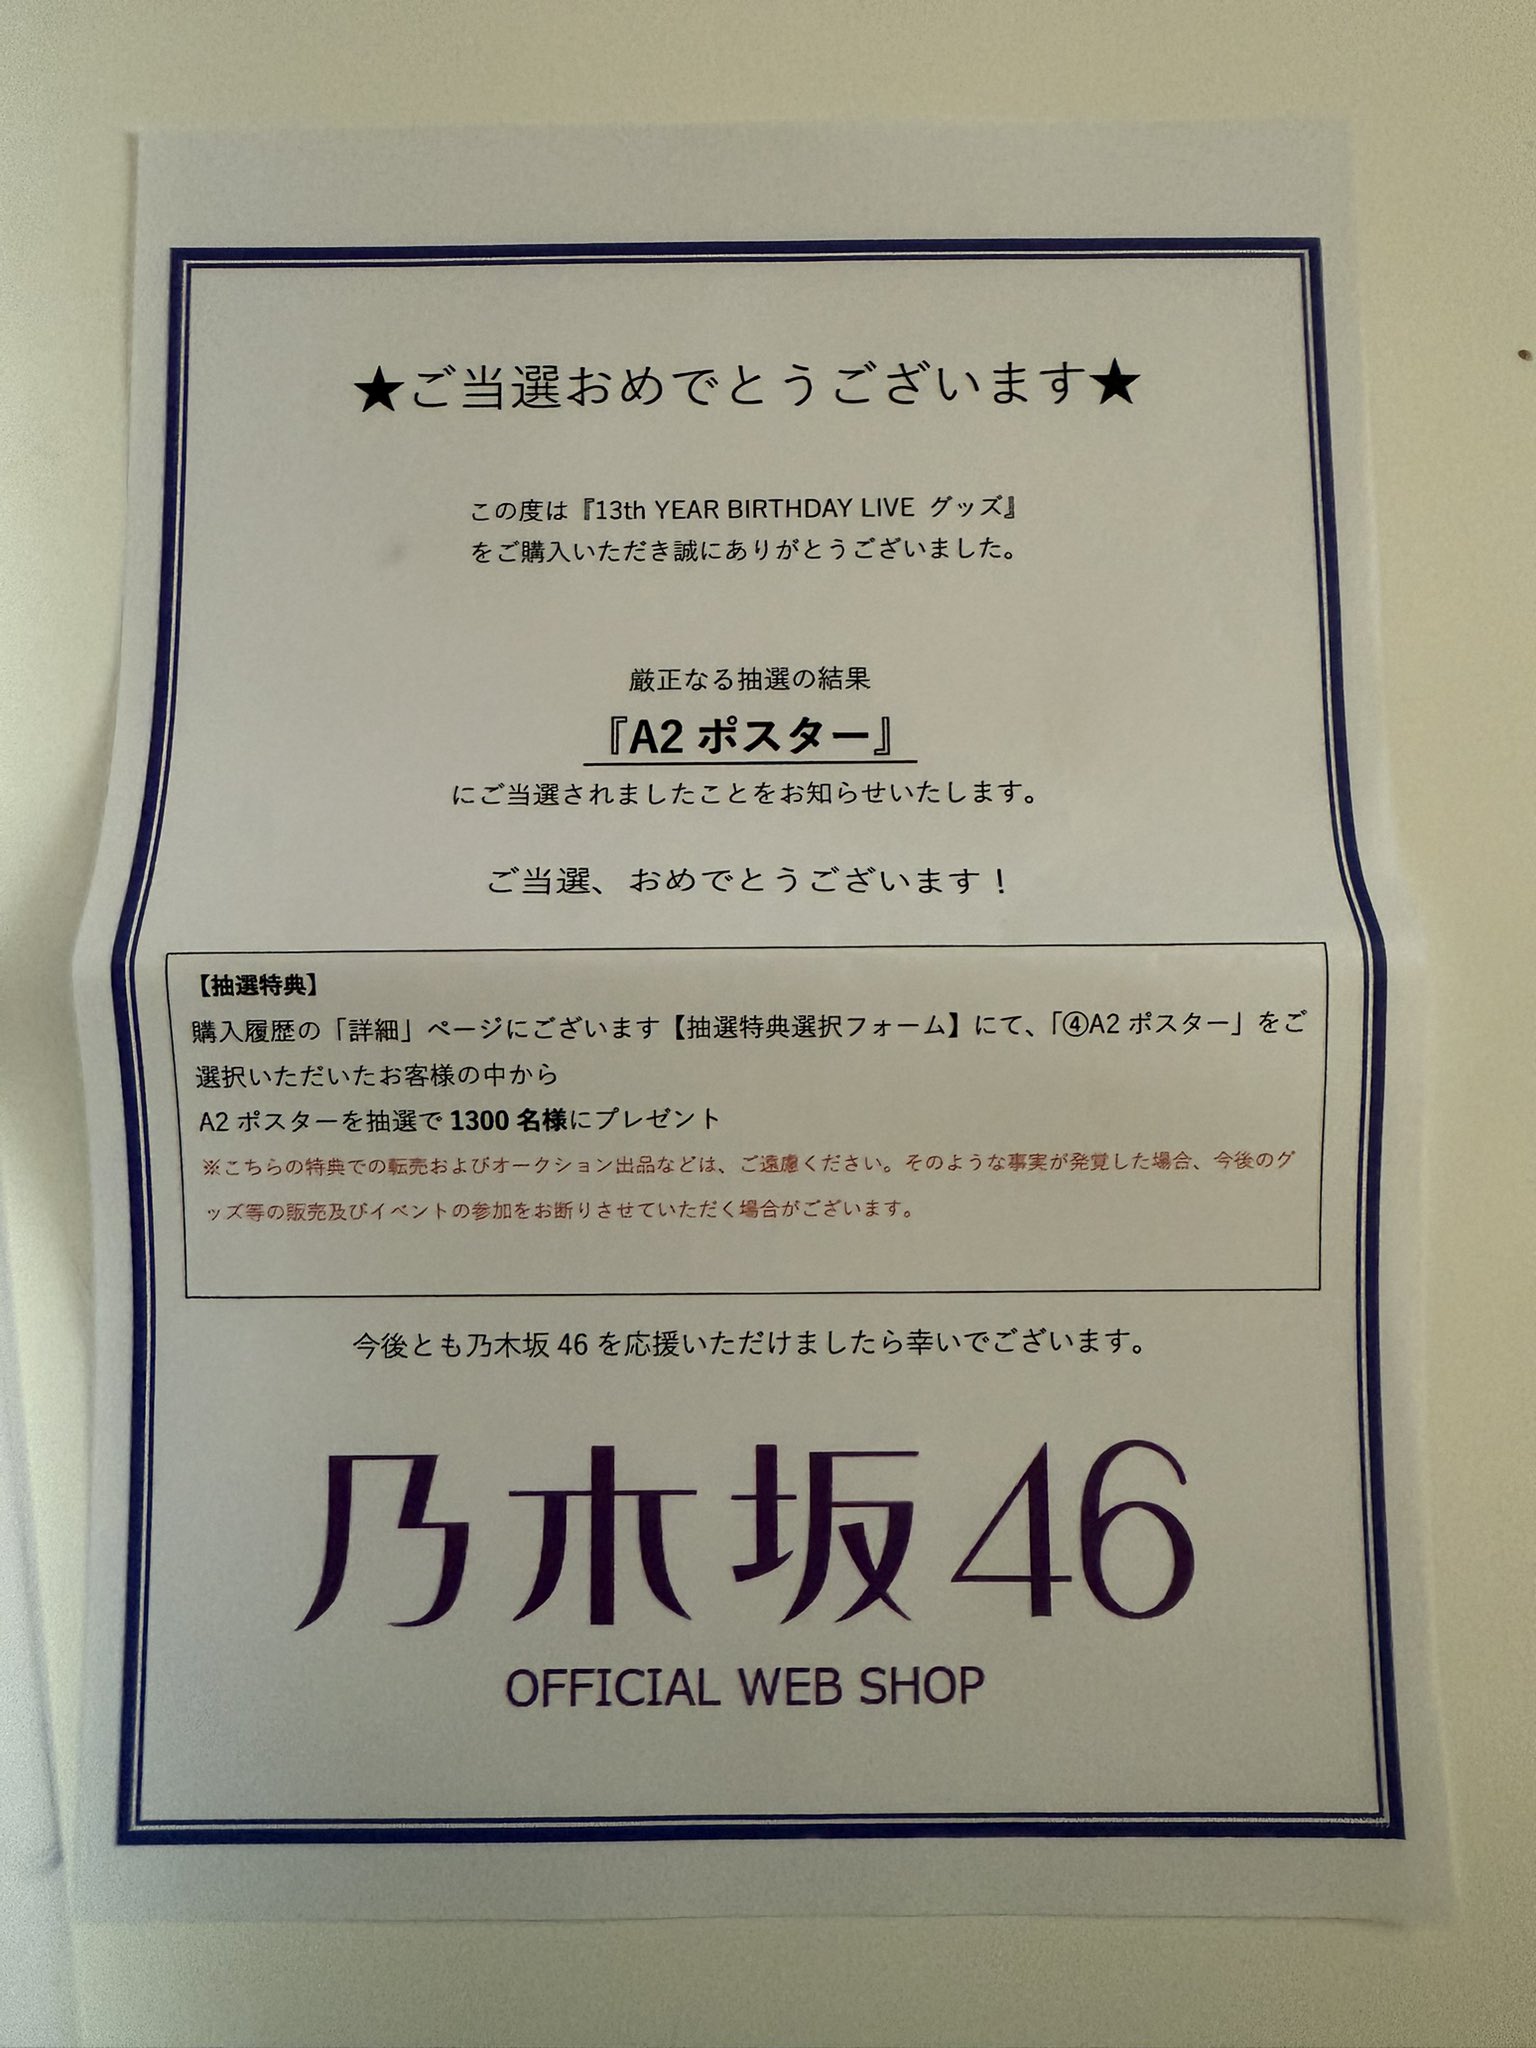 ★ご当選おめでとうございます★
この度は『13th YEAR BIRTHDAY LIVE グッズ』
をご購入いただき誠にありがとうございました。
厳正なる抽選の結果
『A2 ポスター』
にご当選されましたことをお知らせいたします。
ご当選、おめでとうございます！
【抽選特典】
購入履歴の「詳細」ページにございます【抽選特典選択フォーム】にて、「④A2 ポスター」をご
選択いただいたお客様の中から
A2 ポスターを抽選で 1300 名様にプレゼント
※こちらの特典での転売およびオークション出品などは、ご遠慮ください。そのような事実が発覚した場合、今後のグ
ッズ等の販売及びイベントの参加をお断りさせていただく場合がございます。
今後とも乃木坂 46 を応援いただけましたら幸いでございます。
乃木坂46
OFFICIAL WEB SHOP